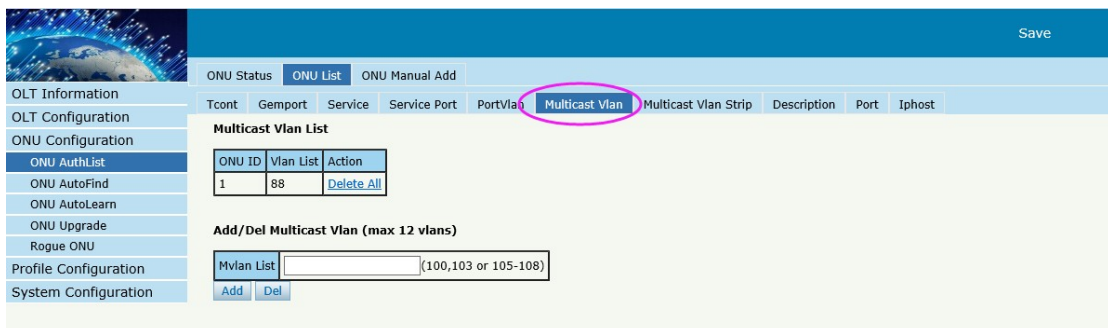 Save
ONU Status ONU List ONU Manual Add
OLT Information
OLT Configuration
ONU Configuration
ONU AuthList
ONU AutoFind
ONU AutoLearn
ONU Upgrade
Rogue ONU
Profile Configuration
System Configuration
Tcont Gemport Service Service Port PortVlan Multicast Vlan Multicast Vlan Strip Description Port Iphost
Multicast Vlan List
ONU ID Vlan List Action
1 88 Delete All
Add/Del Multicast Vlan (max 12 vlans)
Mvlan List (100,103 or 105-108)
Add Del